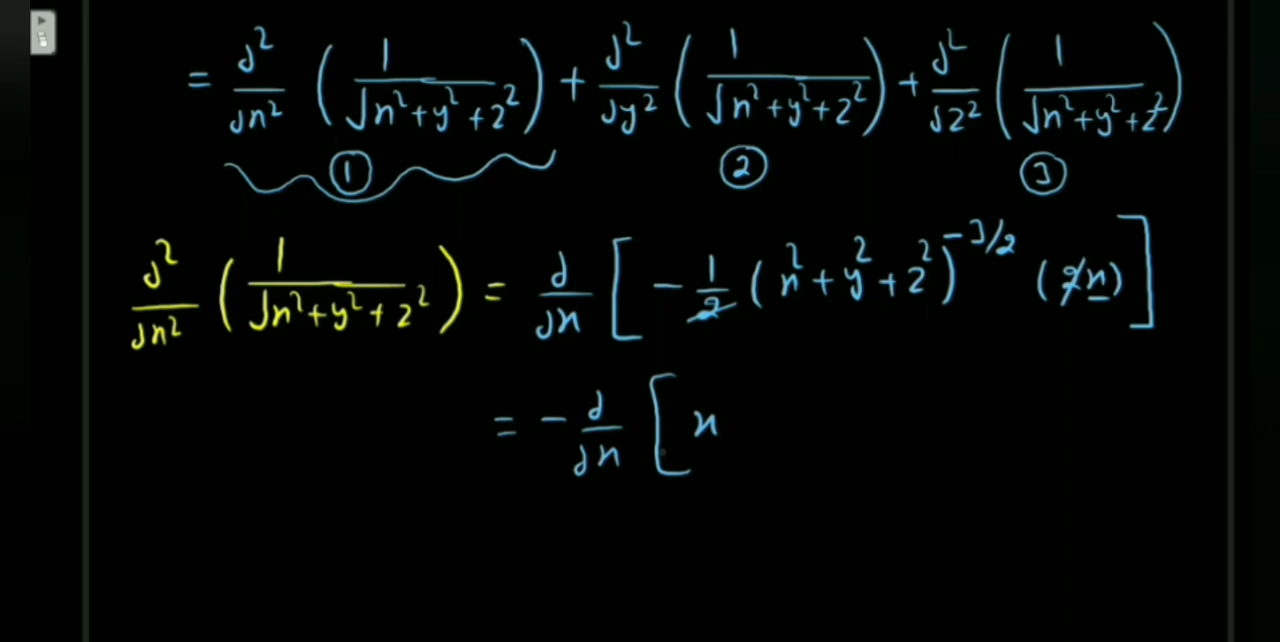 = ∂²/∂x² (1/√x²+y²+z²) + ∂²/∂y² (1/√x²+y²+z²) + ∂²/∂z² (1/√x²+y²+z²)
① ② ③
∂²/∂x² (1/√x²+y²+z²) = ∂/∂x [ -1/2 (x²+y²+z²)^-3/2 (2x) ]
= - ∂/∂x [ x